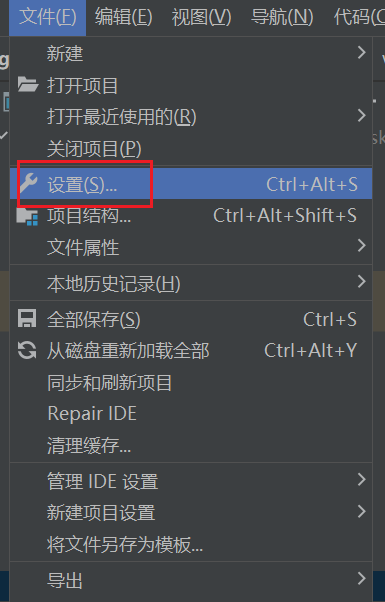 文件(F) 编辑(E) 视图(V) 导航(N) 代码(C
新建
打开项目
打开最近使用的(R)
关闭项目(P)
设置(S)... Ctrl+Alt+S
项目结构... Ctrl+Alt+Shift+S
文件属性
本地历史记录(H)
全部保存(S) Ctrl+S
从磁盘重新加载全部 Ctrl+Alt+Y
同步和刷新项目
Repair IDE
清理缓存...
管理 IDE 设置
新建项目设置
将文件另存为模板...
导出